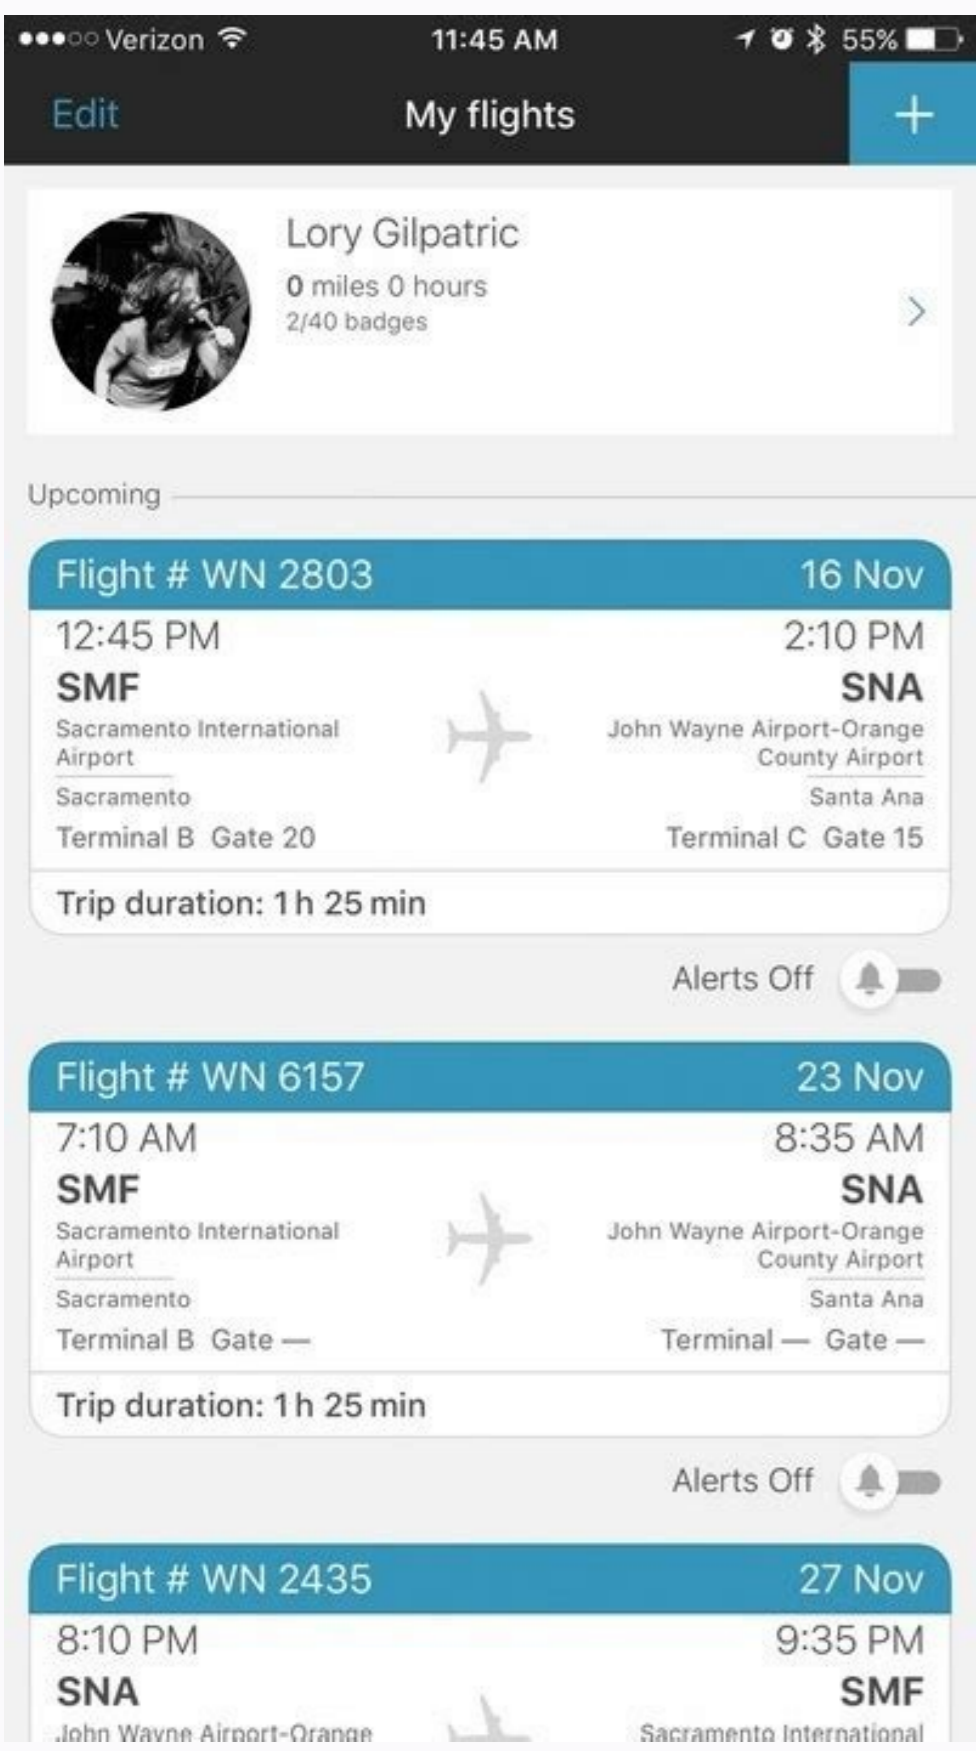 Verizon 11:45 AM 55%
Edit My flights +
Lory Gilpatric
0 miles 0 hours
2/40 badges
Upcoming
Flight # WN 2803 16 Nov
12:45 PM 2:10 PM
SMF SNA
Sacramento International John Wayne Airport-Orange
Airport County Airport
Sacramento Santa Ana
Terminal B Gate 20 Terminal C Gate 15
Trip duration: 1 h 25 min
Alerts Off
Flight # WN 6157 23 Nov
7:10 AM 8:35 AM
SMF SNA
Sacramento International John Wayne Airport-Orange
Airport County Airport
Sacramento Santa Ana
Terminal B Gate — Terminal — Gate —
Trip duration: 1 h 25 min
Alerts Off
Flight # WN 2435 27 Nov
8:10 PM 9:35 PM
SNA SMF
John Wayne Airport-Orange Sacramento International